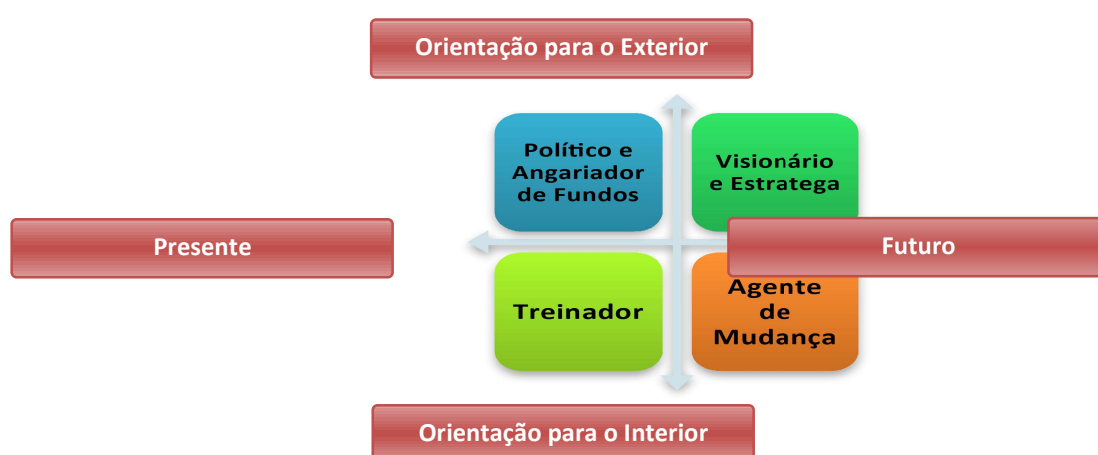 Orientação para o Exterior
Político e
Angariador
de Fundos
Visionário
e Estratega
Presente
Futuro
Treinador
Agente
de
Mudança
Orientação para o Interior